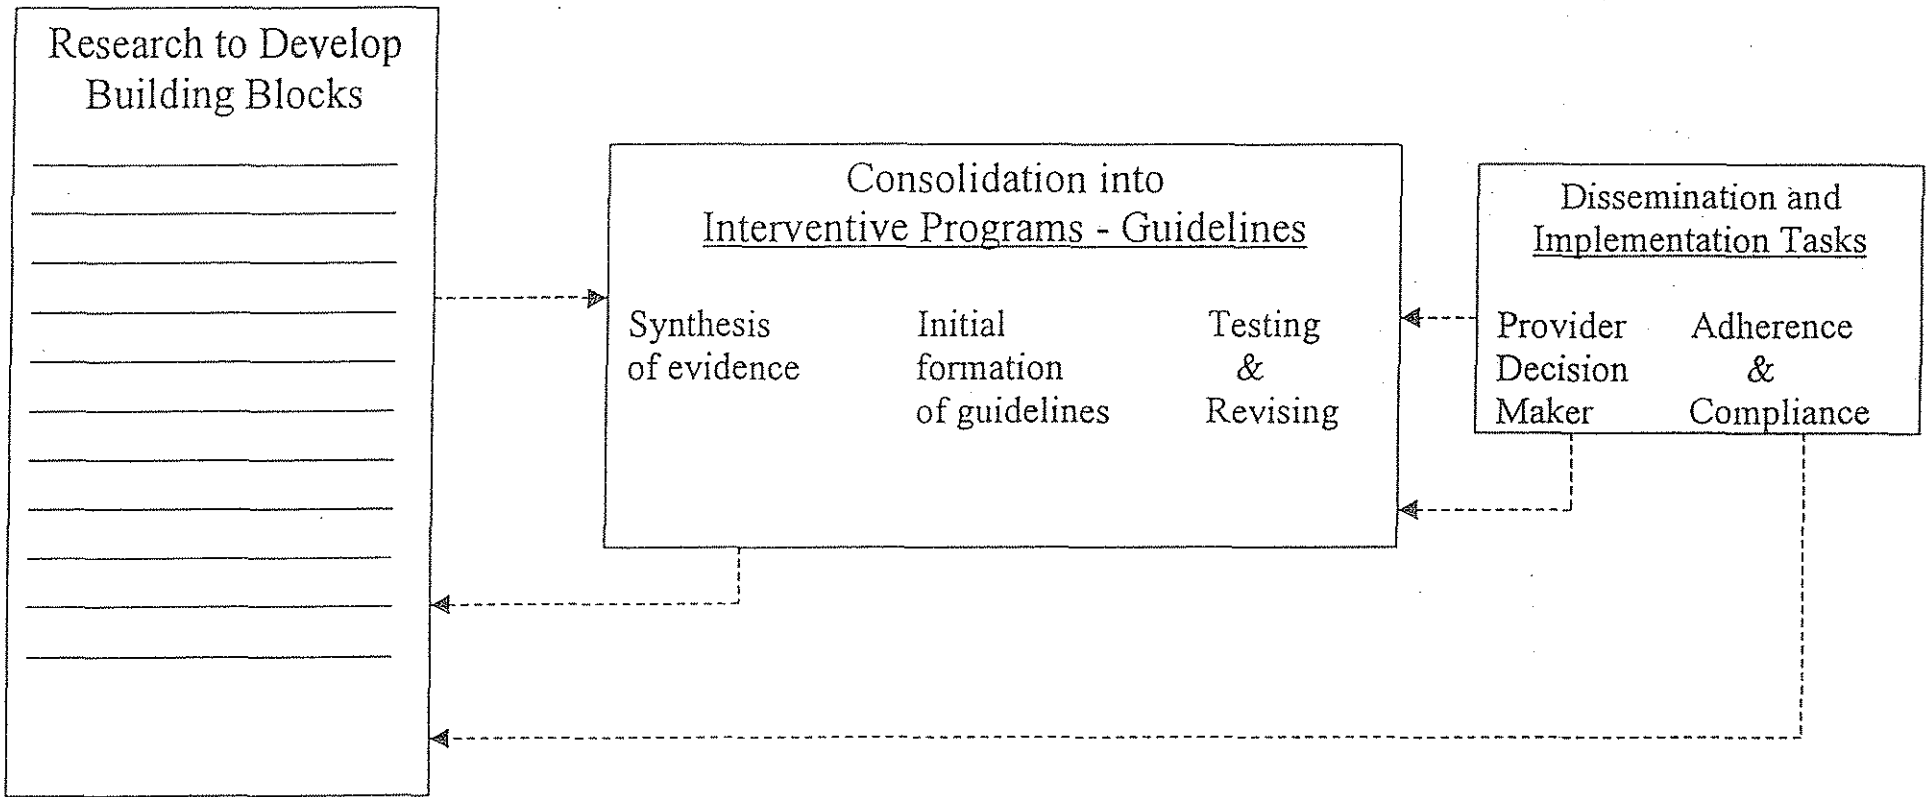 Research to Develop
Building Blocks
Consolidation into
Interventive Programs - Guidelines
Synthesis
of evidence
Initial
formation
of guidelines
Testing
&
Revising
Dissemination and
Implementation Tasks
Provider
Decision
Maker
Adherence
&
Compliance